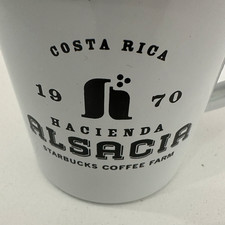 COSTA RICA
19 70
HACIENDA
ALSACIA
STARBUCKS COFFEE FARM